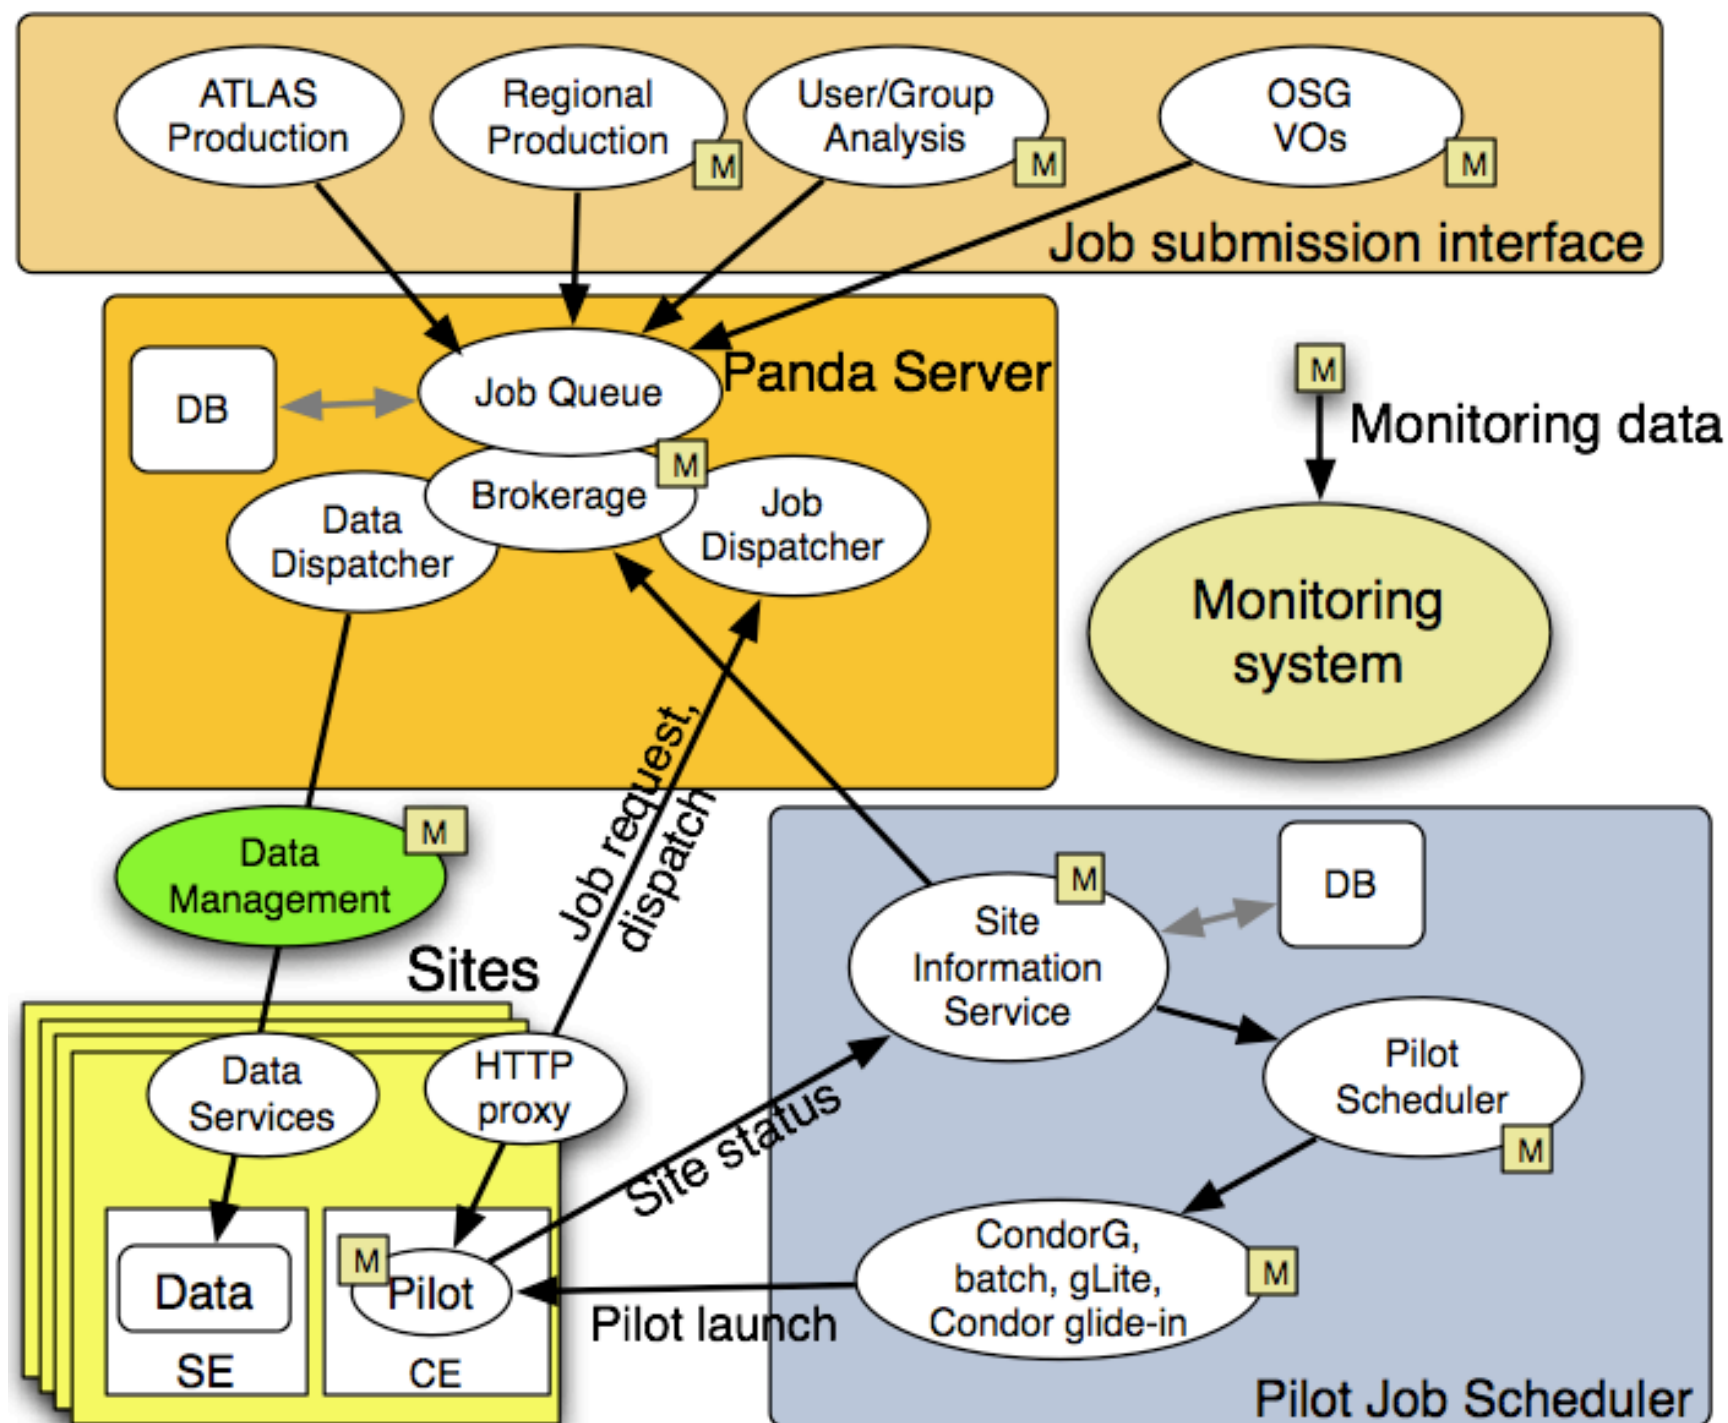 ATLAS
Production
Regional
Production
M
User/Group
Analysis
M
OSG
VOs
M
Job submission interface
DB
Job Queue
Panda Server
M
Brokerage
Data
Dispatcher
Job
Dispatcher
M
Monitoring data
Monitoring
system
Data
Management
M
Job request,
dispatch
Sites
Data
Services
HTTP
proxy
Data
SE
M
Pilot
CE
Site status
Pilot launch
M
Site
Information
Service
DB
Pilot
Scheduler
M
CondorG,
batch, gLite,
Condor glide-in
M
Pilot Job Scheduler